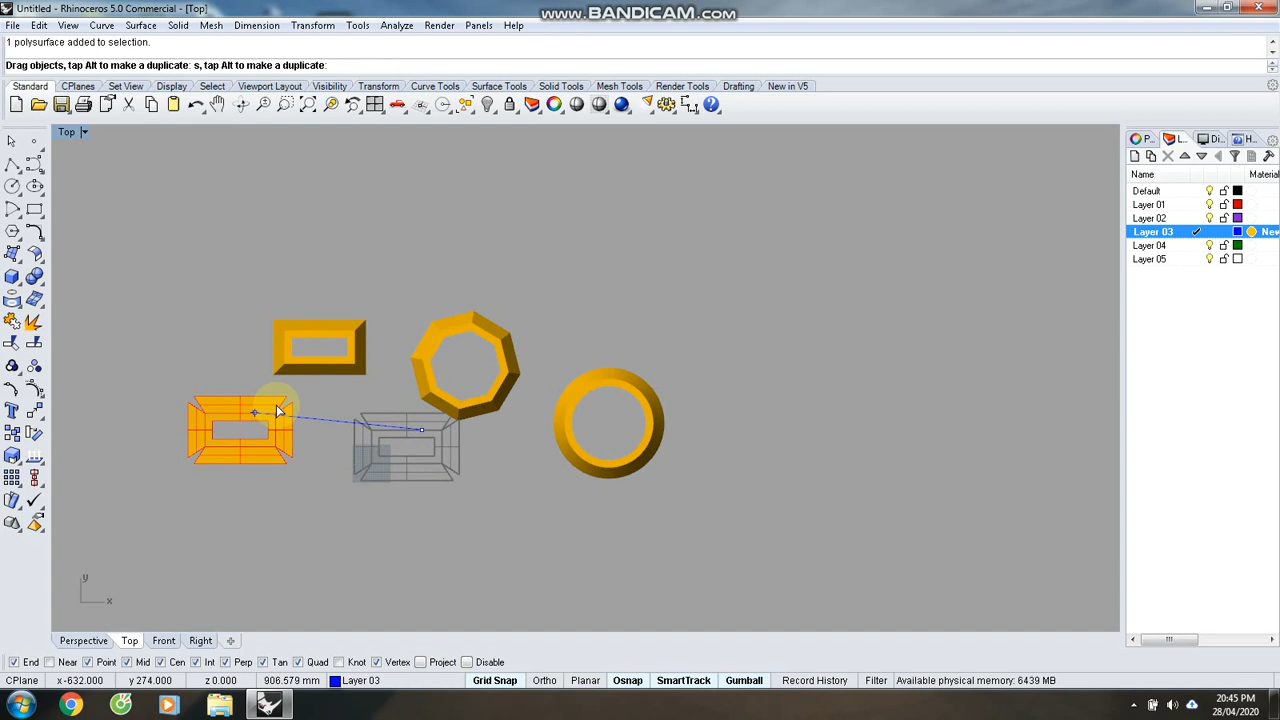 Untitled - Rhinoceros 5.0 Commercial - [Top]
www.BANDICAM.com
File Edit View Curve Surface Solid Mesh Dimension Transform Tools Analyze Render Panels Help
1 polysurface added to selection.
Drag objects, tap Alt to make a duplicate: s, tap Alt to make a duplicate:
Standard CPlanes Set View Display Select Viewport Layout Visibility Transform Curve Tools Surface Tools Solid Tools Mesh Tools Render Tools Drafting New in V5
Top
P... L... Di... H...
Name Material
Default
Layer 01
Layer 02
Layer 03 New
Layer 04
Layer 05
y
x
Perspective Top Front Right
End Near Point Mid Cen Int Perp Tan Quad Knot Vertex Project Disable
CPlane x -632.000 y 274.000 z 0.000 906.579 mm Layer 03 Grid Snap Ortho Planar Osnap SmartTrack Gumball Record History Filter Available physical memory: 6439 MB
20:45 PM
28/04/2020